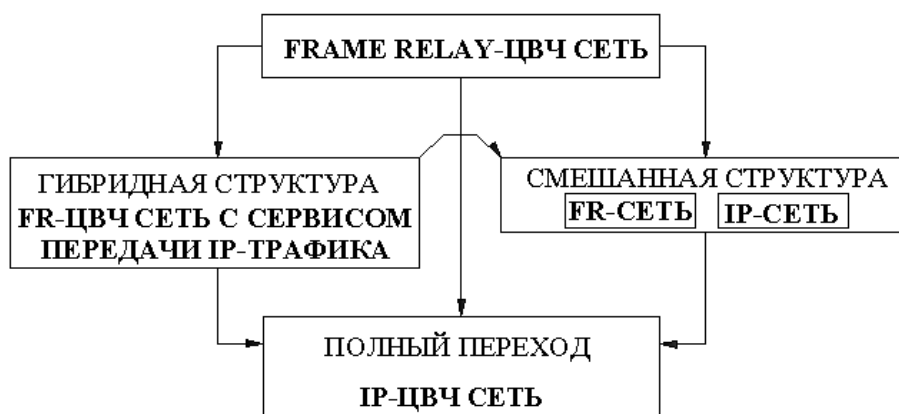 FRAME RELAY-ЦВЧ СЕТЬ
ГИБРИДНАЯ СТРУКТУРА
FR-ЦВЧ СЕТЬ С СЕРВИСОМ
ПЕРЕДАЧИ IP-ТРАФИКА
СМЕШАННАЯ СТРУКТУРА
FR-СЕТЬ IP-СЕТЬ
ПОЛНЫЙ ПЕРЕХОД
IP-ЦВЧ СЕТЬ